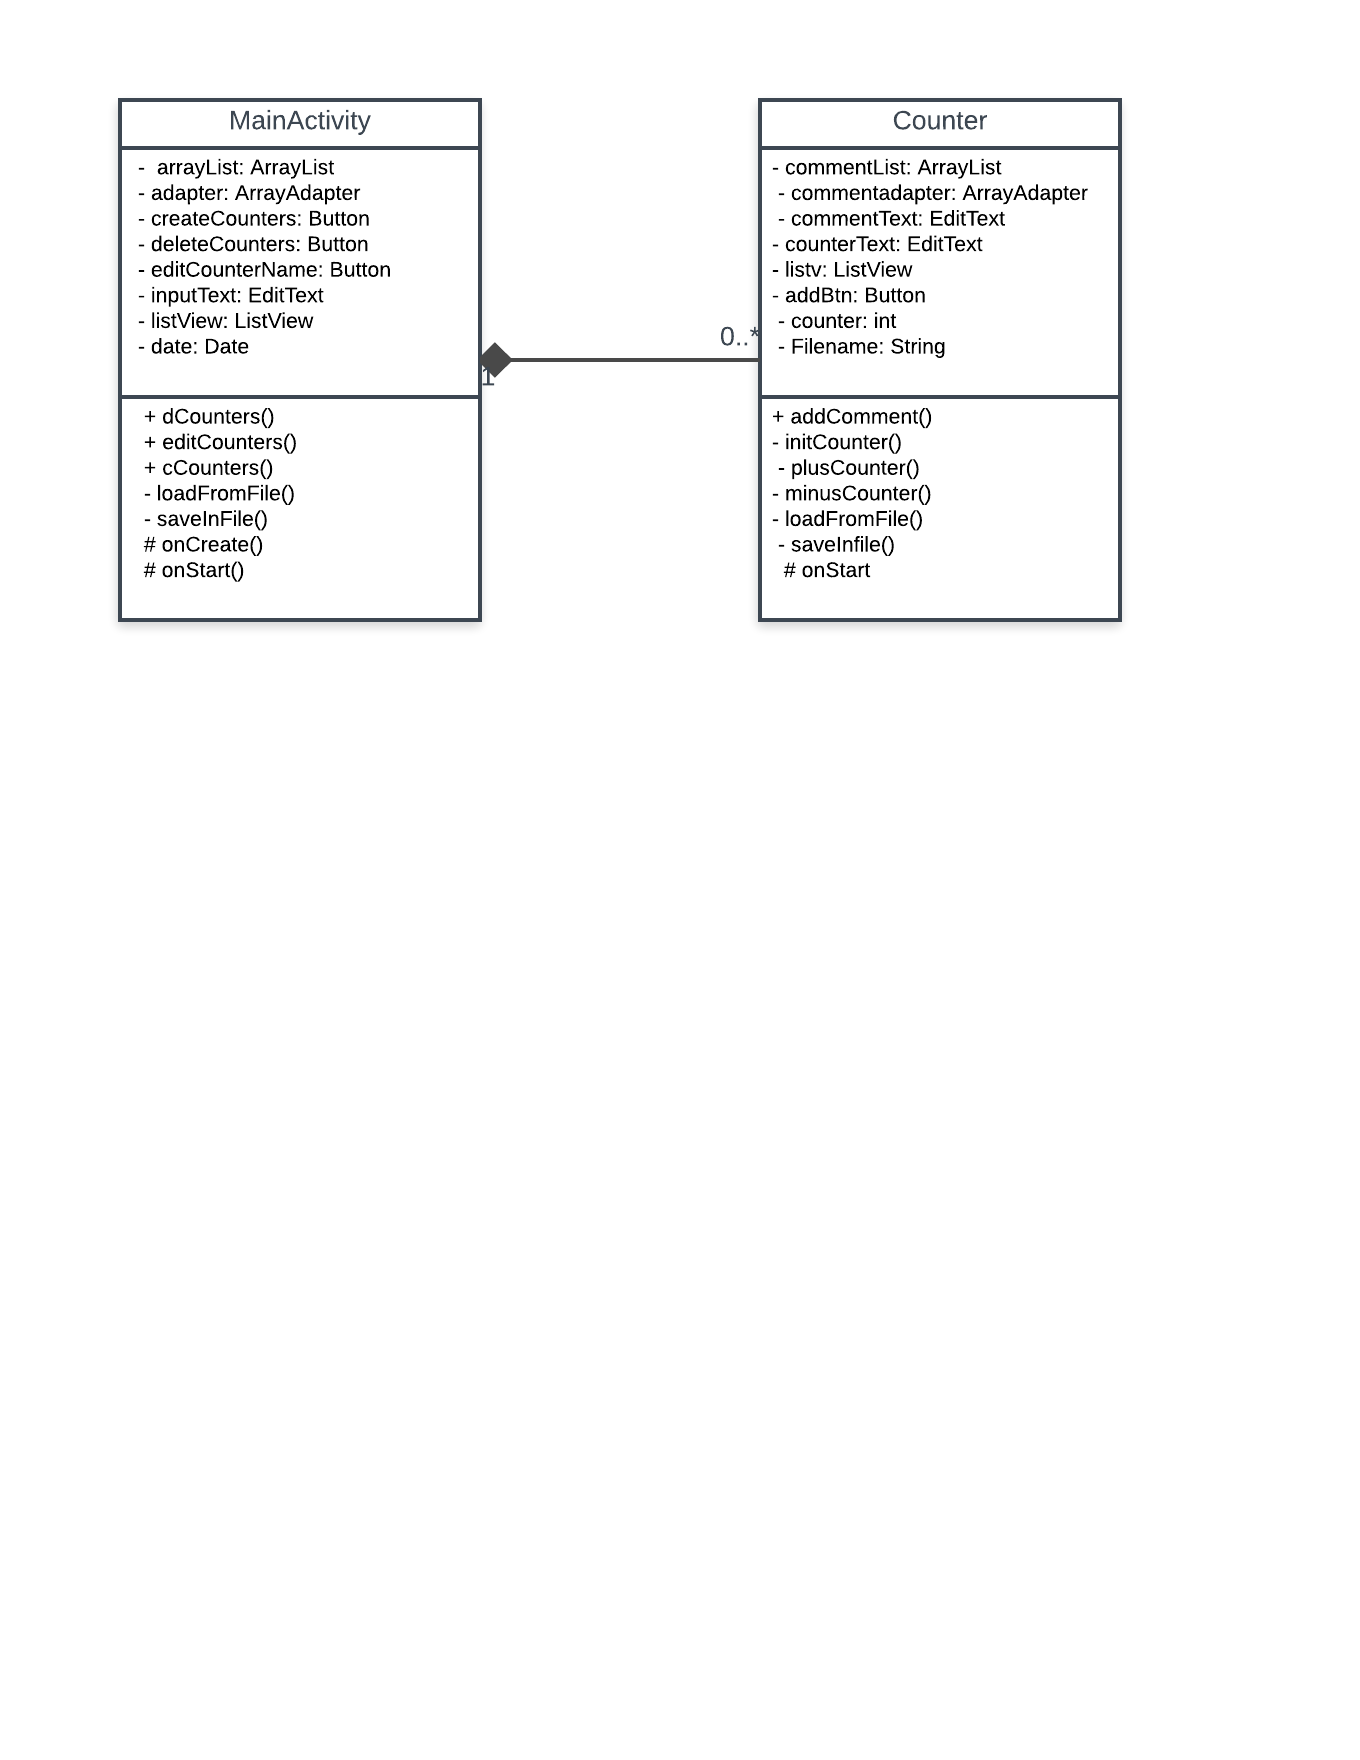 MainActivity
-  arrayList: ArrayList
- adapter: ArrayAdapter
- createCounters: Button
- deleteCounters: Button
- editCounterName: Button
- inputText: EditText
- listView: ListView
- date: Date
+ dCounters()
+ editCounters()
+ cCounters()
- loadFromFile()
- saveInFile()
# onCreate()
# onStart()
1
0..*
Counter
- commentList: ArrayList
- commentadapter: ArrayAdapter
- commentText: EditText
- counterText: EditText
- listv: ListView
- addBtn: Button
- counter: int
- Filename: String
+ addComment()
- initCounter()
- plusCounter()
- minusCounter()
- loadFromFile()
- saveInfile()
# onStart